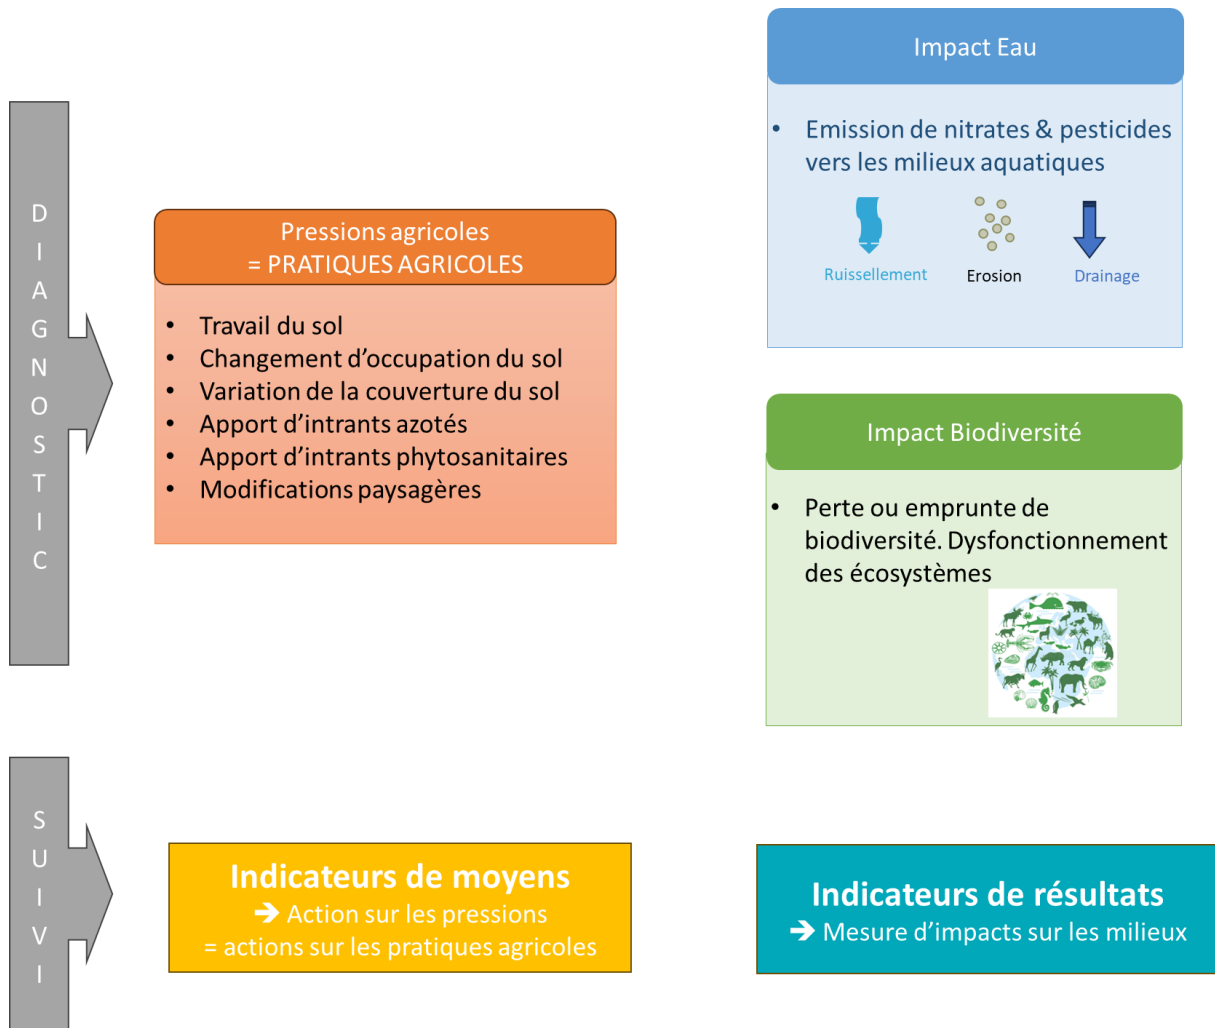 DIAGNOSTIC
Pressions agricoles
= PRATIQUES AGRICOLES
• Travail du sol
• Changement d'occupation du sol
• Variation de la couverture du sol
• Apport d'intrants azotés
• Apport d'intrants phytosanitaires
• Modifications paysagères
Impact Eau
• Emission de nitrates & pesticides
vers les milieux aquatiques
Ruissellement
Erosion
Drainage
Impact Biodiversité
• Perte ou emprunte de
biodiversité. Dysfonctionnement
des écosystèmes
SUIVI
Indicateurs de moyens
➔ Action sur les pressions
= actions sur les pratiques agricoles
Indicateurs de résultats
➔ Mesure d'impacts sur les milieux